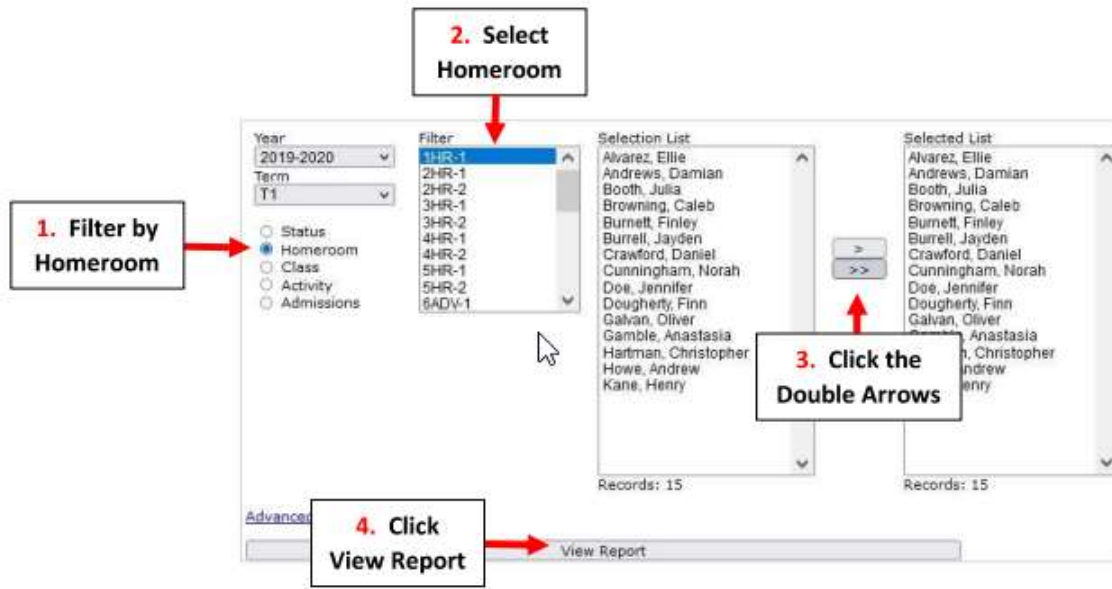 2. Select
Homeroom
Year
2019-2020
Term
T1
1. Filter by
Homeroom
Status
Homeroom
Class
Activity
Admissions
Filter
1HR-1
2HR-1
2HR-2
3HR-1
3HR-2
4HR-1
4HR-2
5HR-1
5HR-2
6ADV-1
Selection List
Alvarez, Ellie
Andrews, Damian
Booth, Julia
Browning, Caleb
Burnett, Finley
Burrell, Jayden
Crawford, Daniel
Cunningham, Norah
Doe, Jennifer
Dougherty, Finn
Galvan, Oliver
Gamble, Anastasia
Hartman, Christopher
Howe, Andrew
Kane, Henry
Records: 15
>
>>
3. Click the
Double Arrows
Selected List
Alvarez, Ellie
Andrews, Damian
Booth, Julia
Browning, Caleb
Burnett, Finley
Burrell, Jayden
Crawford, Daniel
Cunningham, Norah
Doe, Jennifer
Dougherty, Finn
Galvan, Oliver
Anastasia
Christopher
Records: 15
Advanced
4. Click
View Report
View Report